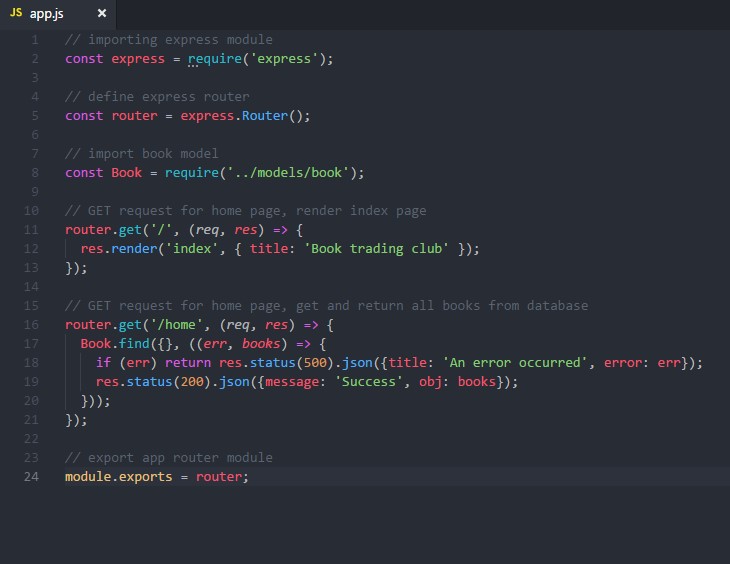 JS app.js ×
1 // importing express module
2 const express = require('express');
3
4 // define express router
5 const router = express.Router();
6
7 // import book model
8 const Book = require('../models/book');
9
10 // GET request for home page, render index page
11 router.get('/', (req, res) => {
12   res.render('index', { title: 'Book trading club' });
13 });
14
15 // GET request for home page, get and return all books from database
16 router.get('/home', (req, res) => {
17   Book.find({}, ((err, books) => {
18     if (err) return res.status(500).json({title: 'An error occurred', error: err});
19     res.status(200).json({message: 'Success', obj: books});
20   }));
21 });
22
23 // export app router module
24 module.exports = router;